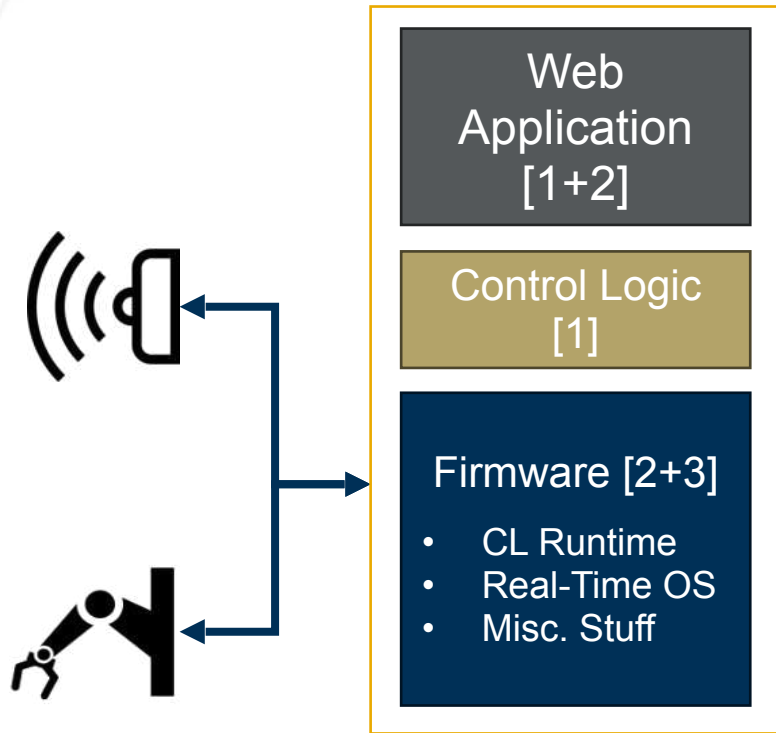 Web
Application
[1+2]
Control Logic
[1]
Firmware [2+3]
• CL Runtime
• Real-Time OS
• Misc. Stuff